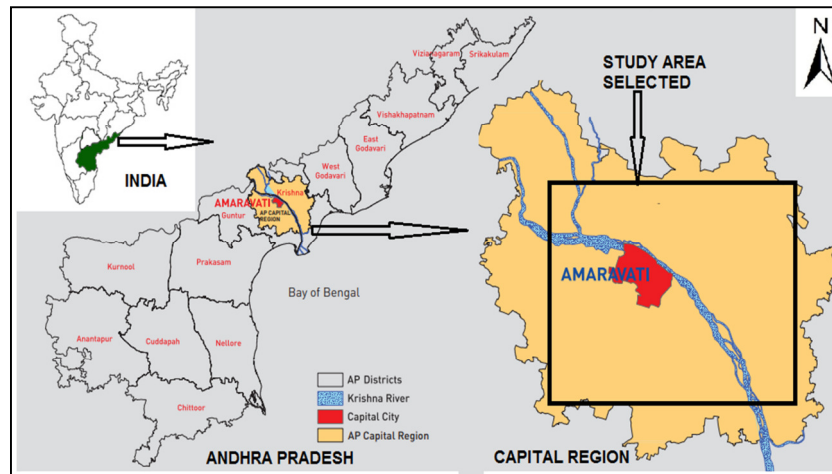 INDIA
Vizianagaram
Srikakulam
Vishakhapatnam
East
Godavari
West
Godavari
Krishna
AMARAVATI
Guntur
AP CAPITAL
REGION
Kurnool
Prakasam
Bay of Bengal
Anantapur
Cuddapah
Nellore
Chittoor
AP Districts
Krishna River
Capital City
AP Capital Region
ANDHRA PRADESH
STUDY AREA
SELECTED
N
AMARAVATI
CAPITAL REGION